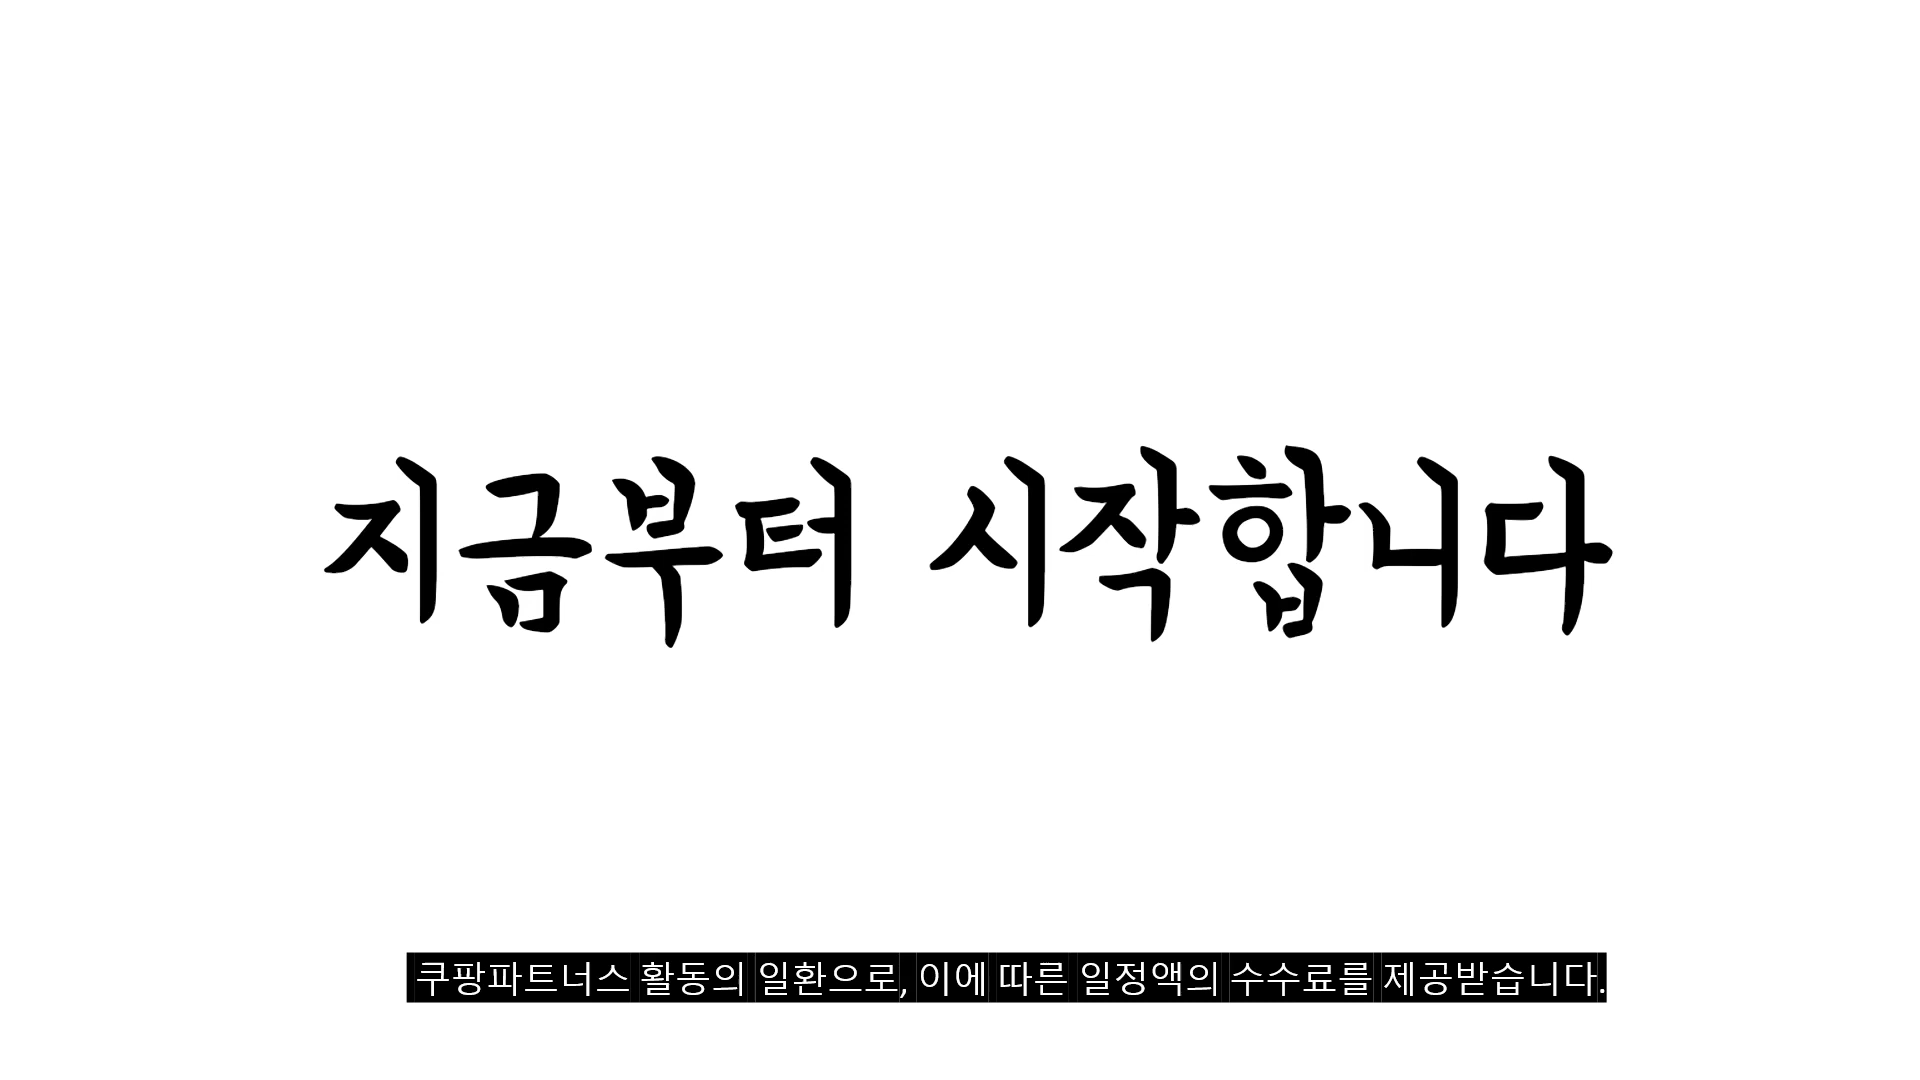 지금부터 시작합니다
쿠팡파트너스 활동의 일환으로, 이에 따른 일정액의 수수료를 제공받습니다.